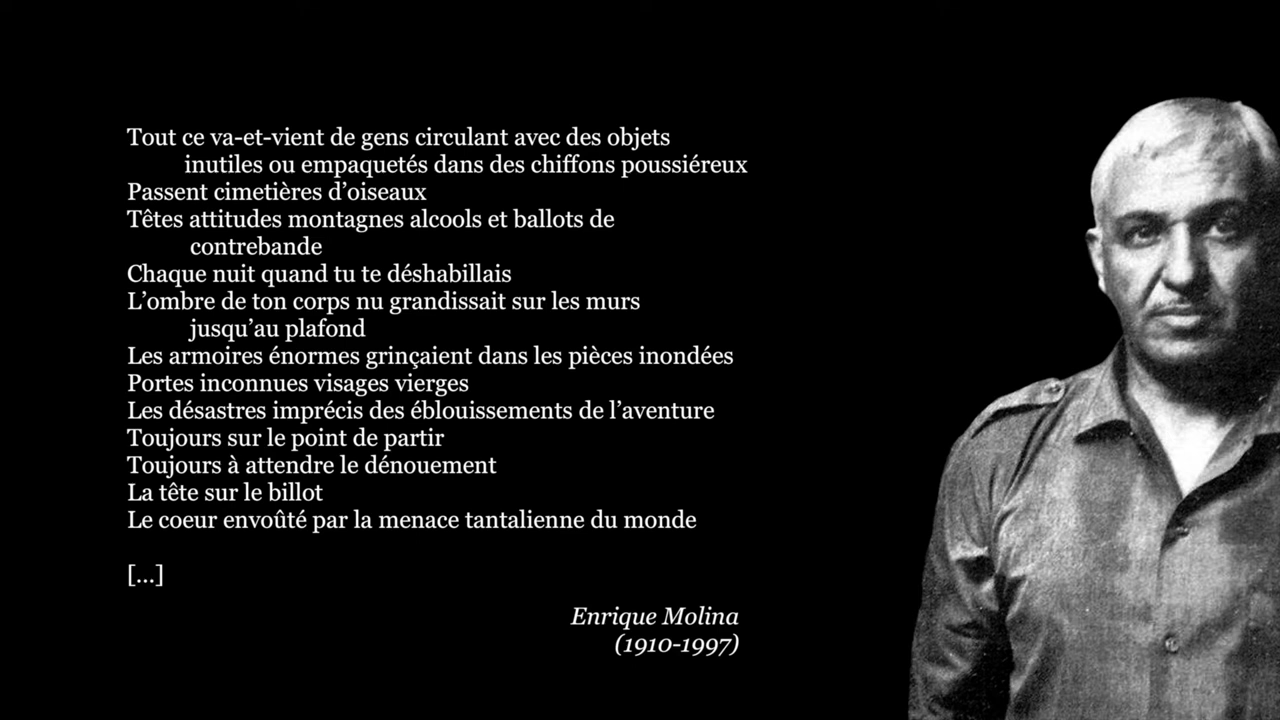 Tout ce va-et-vient de gens circulant avec des objets
inutiles ou empaquetés dans des chiffons poussiéreux
Passent cimetières d’oiseaux
Têtes attitudes montagnes alcools et ballots de
contrebande
Chaque nuit quand tu te déshabillais
L’ombre de ton corps nu grandissait sur les murs
jusqu’au plafond
Les armoires énormes grinçaient dans les pièces inondées
Portes inconnues visages vierges
Les désastres imprécis des éblouissements de l’aventure
Toujours sur le point de partir
Toujours à attendre le dénouement
La tête sur le billot
Le coeur envoûté par la menace tantalienne du monde
[...]
Enrique Molina
(1910-1997)